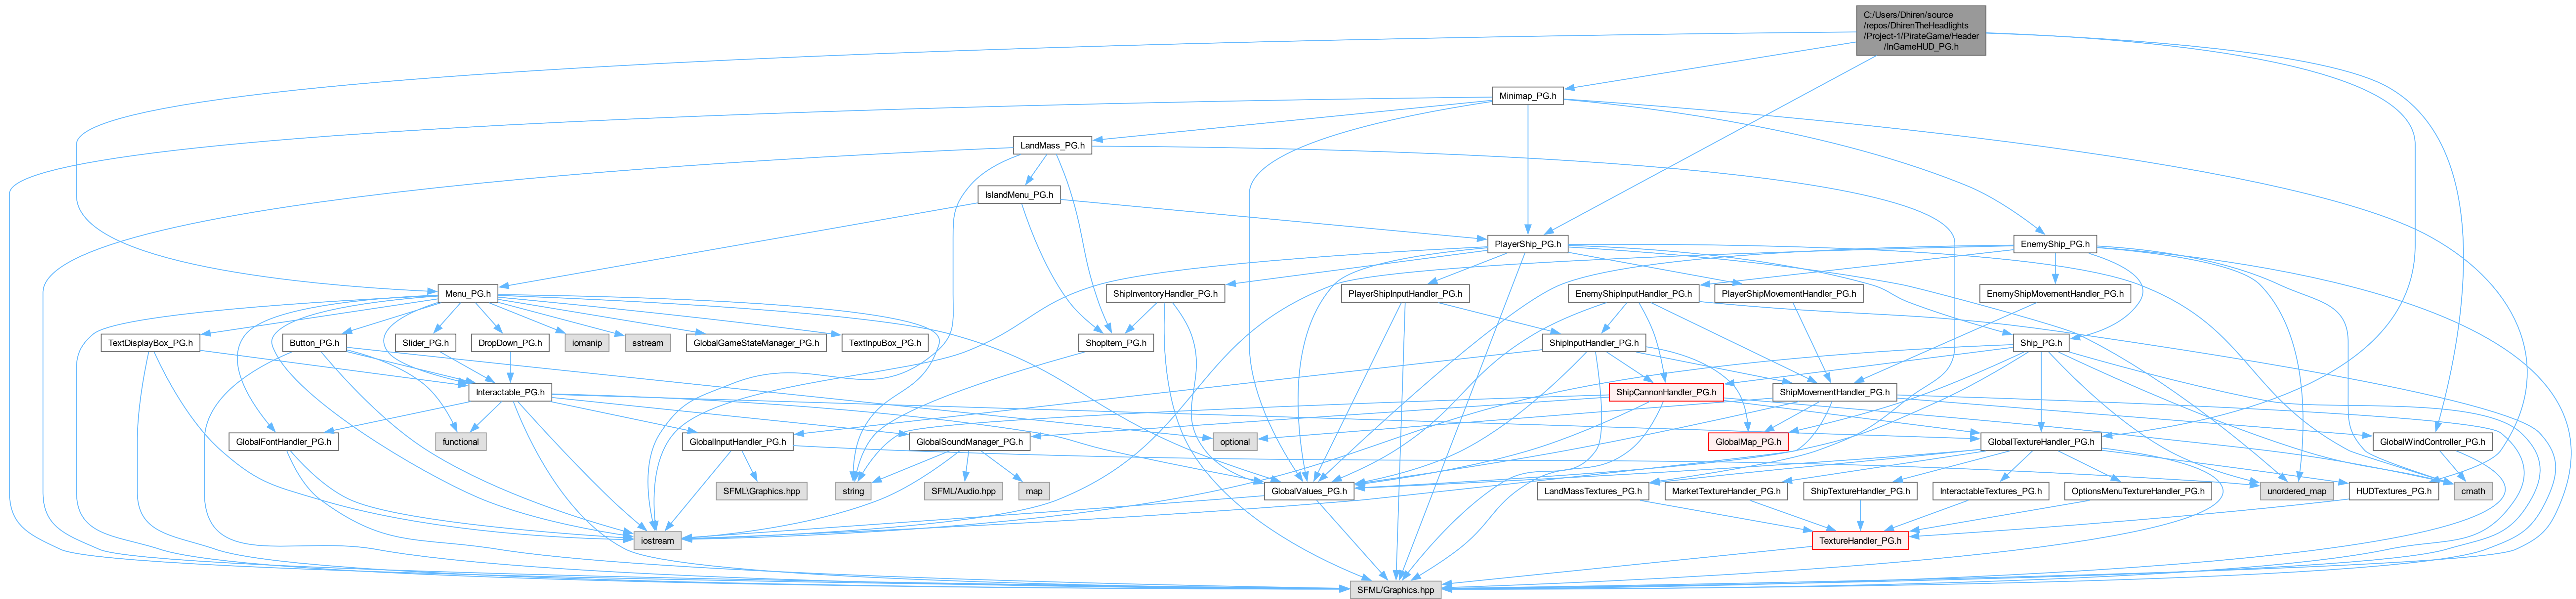 C:/Users/Dhiren/source
/repos/DhirenTheHeadlights
/Project-1/PirateGame/Header
/InGameHUD_PG.h
Minimap_PG.h
LandMass_PG.h
IslandMenu_PG.h
PlayerShip_PG.h
EnemyShip_PG.h
Menu_PG.h
ShipInventoryHandler_PG.h
PlayerShipInputHandler_PG.h
EnemyShipInputHandler_PG.h
PlayerShipMovementHandler_PG.h
EnemyShipMovementHandler_PG.h
TextDisplayBox_PG.h
Button_PG.h
Slider_PG.h
DropDown_PG.h
iomanip
sstream
GlobalGameStateManager_PG.h
TextInpuBox_PG.h
ShopItem_PG.h
ShipInputHandler_PG.h
Ship_PG.h
Interactable_PG.h
ShipCannonHandler_PG.h
ShipMovementHandler_PG.h
GlobalFontHandler_PG.h
functional
GlobalInputHandler_PG.h
GlobalSoundManager_PG.h
optional
GlobalMap_PG.h
GlobalTextureHandler_PG.h
GlobalWindController_PG.h
SFML\Graphics.hpp
string
SFML/Audio.hpp
map
GlobalValues_PG.h
LandMassTextures_PG.h
MarketTextureHandler_PG.h
ShipTextureHandler_PG.h
InteractableTextures_PG.h
OptionsMenuTextureHandler_PG.h
unordered_map
HUDTextures_PG.h
cmath
iostream
TextureHandler_PG.h
SFML/Graphics.hpp